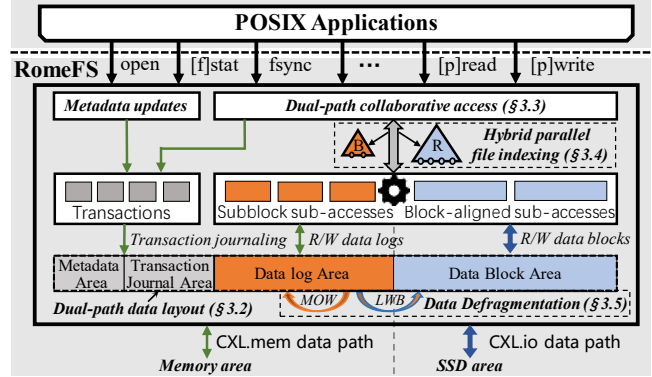 POSIX Applications
RomeFS
open
[f]stat
fsync
...
[p]read
[p]write
Metadata updates
Dual-path collaborative access (§3.3)
B
R
Hybrid parallel
file indexing (§3.4)
Transactions
Subblock sub-accesses
Block-aligned sub-accesses
Transaction journaling
R/W data logs
R/W data blocks
Metadata
Area
Transaction
Journal Area
Data log Area
Data Block Area
Dual-path data layout (§3.2)
MOW
LWB
Data Defragmentation (§3.5)
CXL.mem data path
CXL.io data path
Memory area
SSD area